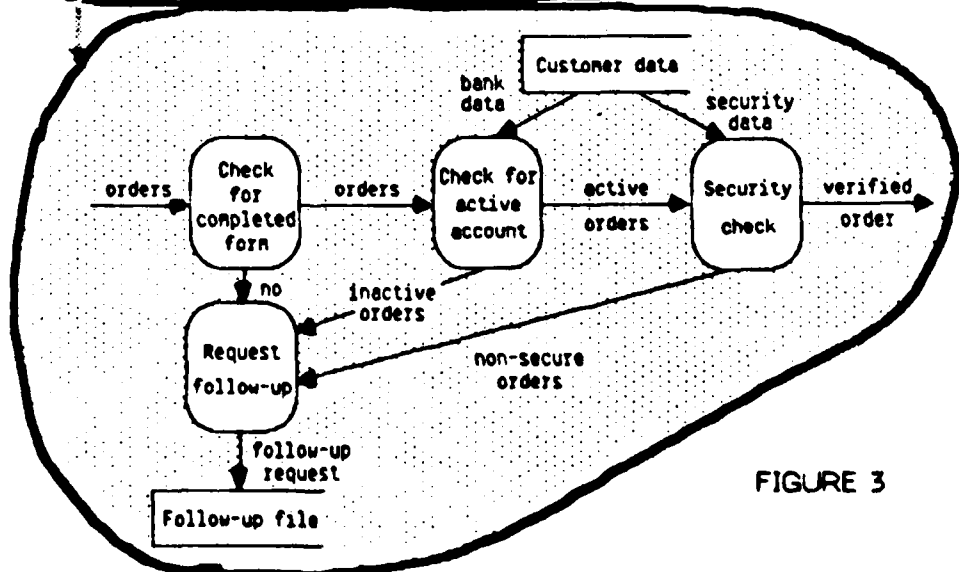 Customer data
bank
data
security
data
orders
Check
for
completed
form
orders
Check for
active
account
active
orders
Security
check
verified
order
no
inactive
orders
Request
follow-up
non-secure
orders
follow-up
request
Follow-up file
FIGURE 3